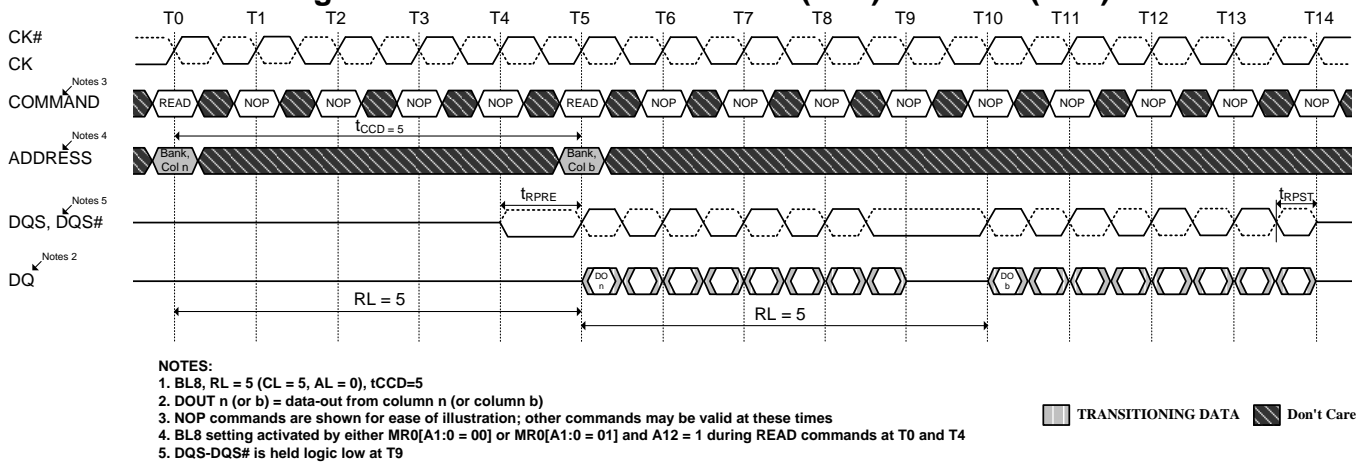 T0 T1 T2 T3 T4 T5 T6 T7 T8 T9 T10 T11 T12 T13 T14
CK#
CK
Notes 3
COMMAND READ NOP NOP NOP NOP READ NOP NOP NOP NOP NOP NOP NOP NOP NOP
tCCD = 5
Notes 4
ADDRESS
Bank, Col n
Bank, Col b
tRPRE
tRPST
Notes 5
DQS, DQS#
Notes 2
DQ
DO n
DO b
RL = 5
RL = 5
NOTES:
1. BL8, RL = 5 (CL = 5, AL = 0), tCCD=5
2. DOUT n (or b) = data-out from column n (or column b)
3. NOP commands are shown for ease of illustration; other commands may be valid at these times
4. BL8 setting activated by either MR0[A1:0 = 00] or MR0[A1:0 = 01] and A12 = 1 during READ commands at T0 and T4
5. DQS-DQS# is held logic low at T9
TRANSITIONING DATA
Don't Care